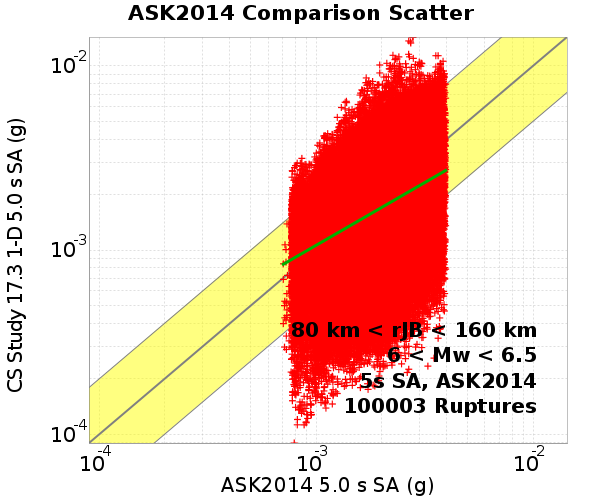 ASK2014 Comparison Scatter
CS Study 17.3 1-D 5.0 s SA (g)
10-2
10-3
10-4
80 km < rJB < 160 km
6 < Mw < 6.5
5s SA, ASK2014
100003 Ruptures
10-4 10-3 10-2
ASK2014 5.0 s SA (g)